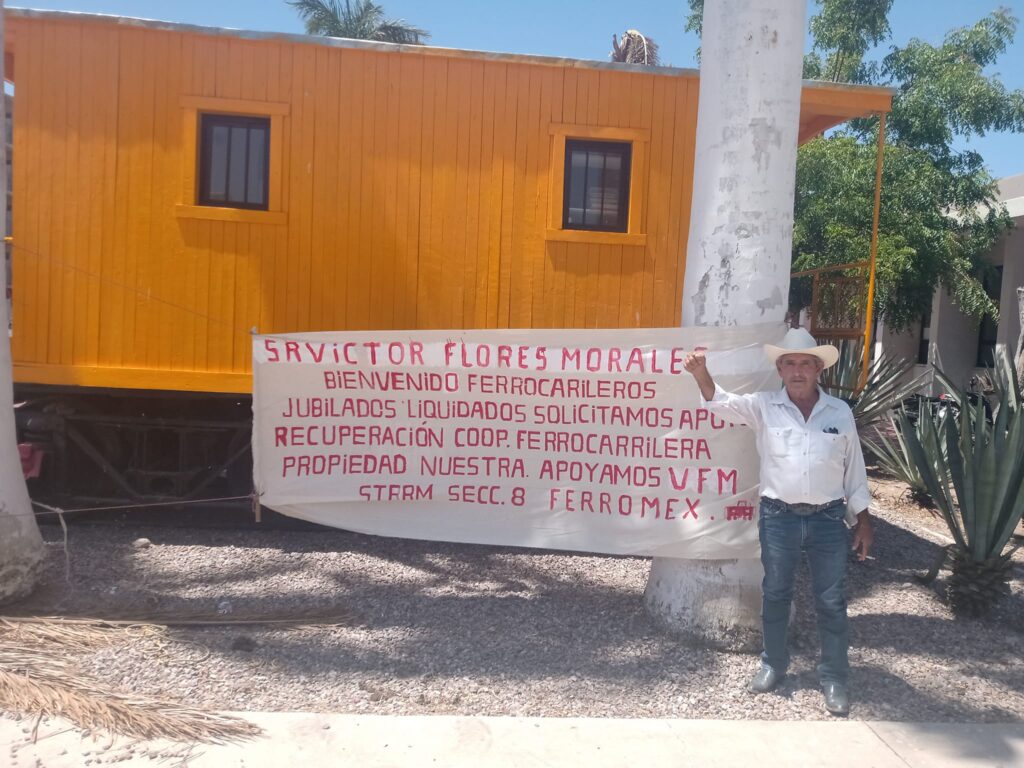 SR VICTOR FLORES MORALES
BIENVENIDO FERROCARILEROS
JUBILADOS LIQUIDADOS SOLICITAMOS
RECUPERACIÓN COOP. FERROCARRILERA
PROPIEDAD NUESTRA. APOYAMOS VFM
STRRM SECC. 8 FERROMEX.